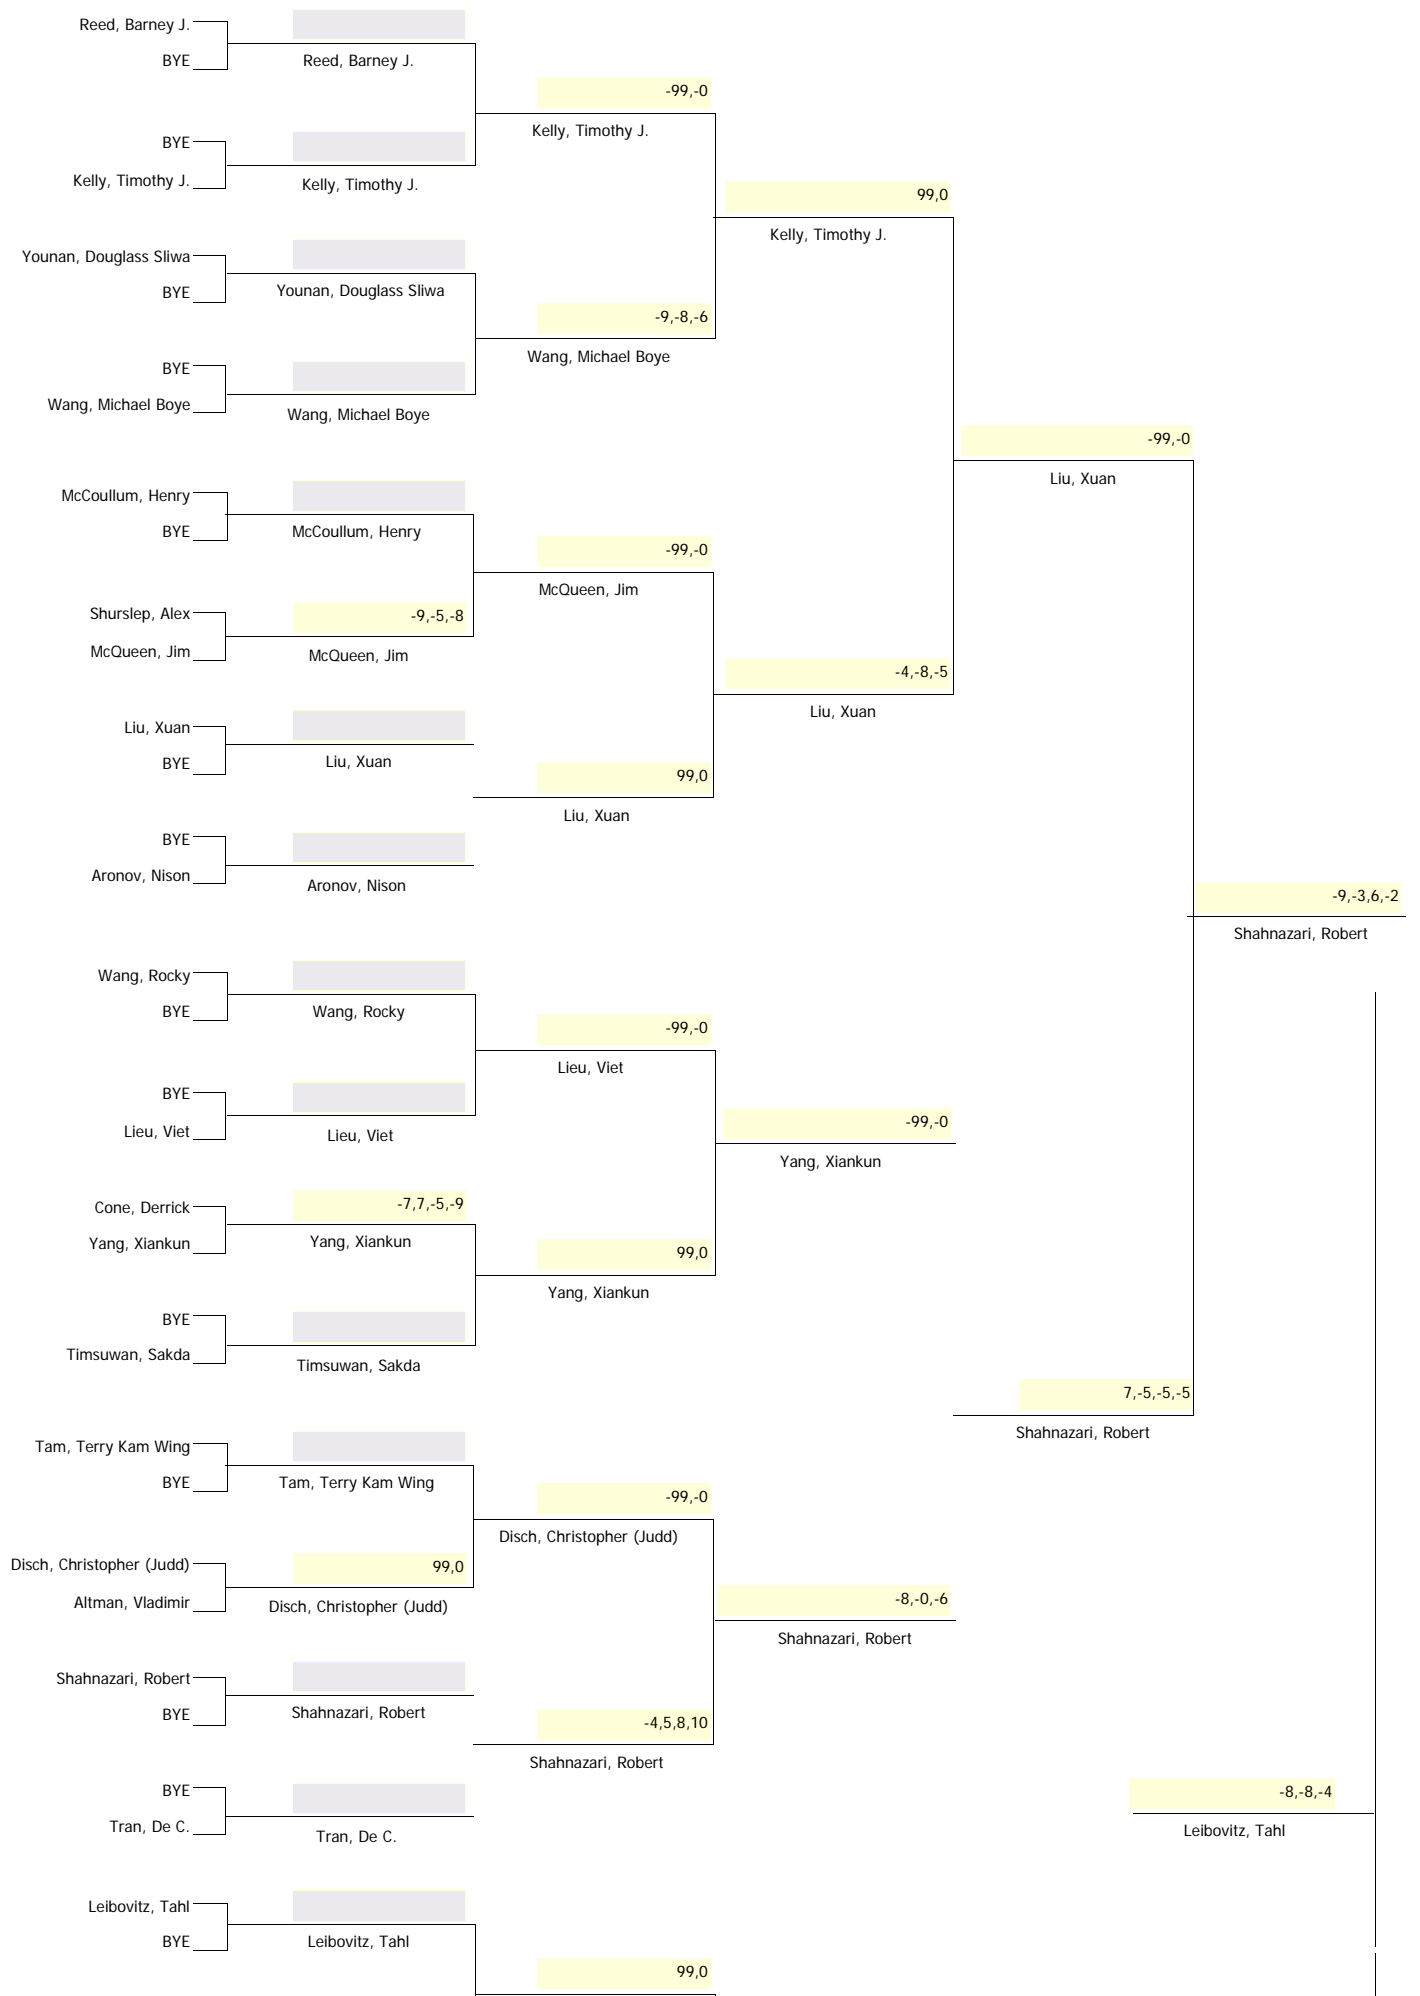 Reed, Barney J.
BYE
Reed, Barney J.
-99,-0
Kelly, Timothy J.
BYE
Kelly, Timothy J.
Kelly, Timothy J.
99,0
Kelly, Timothy J.
Younan, Douglass Sliwa
BYE
Younan, Douglass Sliwa
-9,-8,-6
Wang, Michael Boye
BYE
Wang, Michael Boye
Wang, Michael Boye
-99,-0
Liu, Xuan
McCoullum, Henry
BYE
McCoullum, Henry
-99,-0
McQueen, Jim
Shurslep, Alex
McQueen, Jim
-9,-5,-8
McQueen, Jim
-4,-8,-5
Liu, Xuan
Liu, Xuan
BYE
Liu, Xuan
99,0
Liu, Xuan
BYE
Aronov, Nison
Aronov, Nison
-9,-3,6,-2
Shahnazari, Robert
Wang, Rocky
BYE
Wang, Rocky
-99,-0
Lieu, Viet
BYE
Lieu, Viet
Lieu, Viet
-99,-0
Yang, Xiankun
Cone, Derrick
Yang, Xiankun
-7,7,-5,-9
Yang, Xiankun
99,0
Yang, Xiankun
BYE
Timsuwan, Sakda
Timsuwan, Sakda
7,-5,-5,-5
Shahnazari, Robert
Tam, Terry Kam Wing
BYE
Tam, Terry Kam Wing
-99,-0
Disch, Christopher (Judd)
Disch, Christopher (Judd)
Altman, Vladimir
99,0
Disch, Christopher (Judd)
-8,-0,-6
Shahnazari, Robert
Shahnazari, Robert
BYE
Shahnazari, Robert
-4,5,8,10
Shahnazari, Robert
BYE
Tran, De C.
Tran, De C.
-8,-8,-4
Leibovitz, Tahl
Leibovitz, Tahl
BYE
Leibovitz, Tahl
99,0